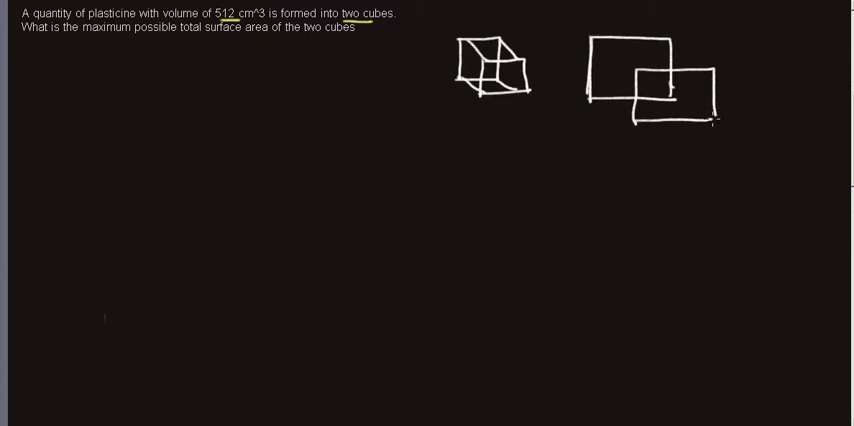 A quantity of plasticine with volume of 512 cm^3 is formed into two cubes.
What is the maximum possible total surface area of the two cubes